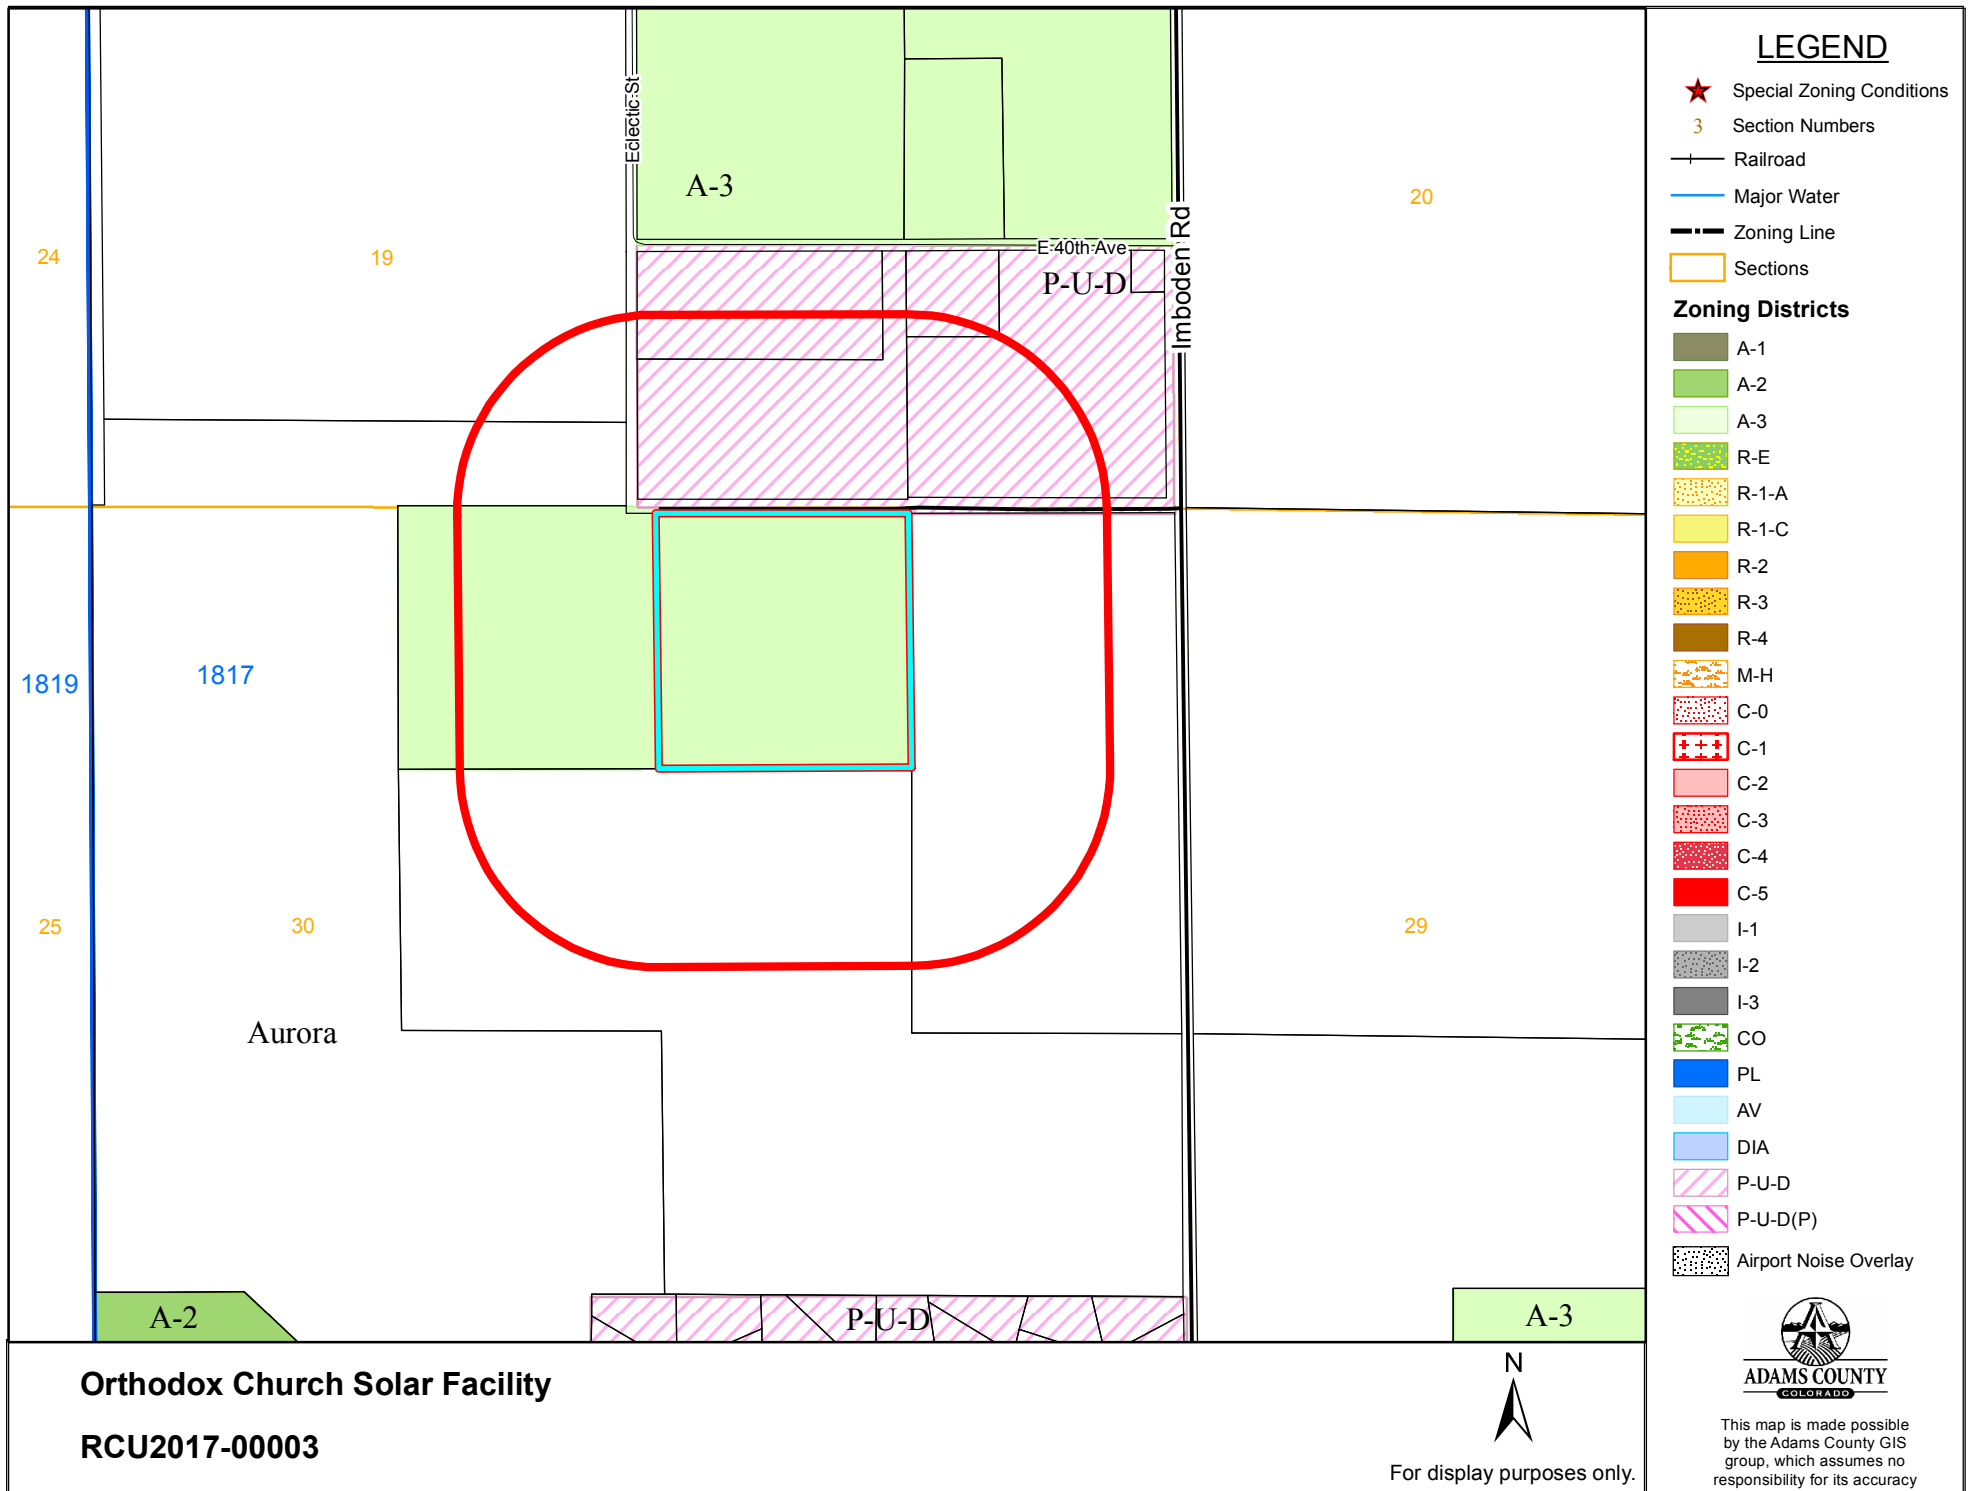 Eclectic St
A-3
20
24
19
E 40th Ave
P-U-D
Imboden Rd
1819
1817
25
30
29
Aurora
A-2
P-U-D
A-3
Orthodox Church Solar Facility
RCU2017-00003
N
For display purposes only.
LEGEND
Special Zoning Conditions
3 Section Numbers
Railroad
Major Water
Zoning Line
Sections
Zoning Districts
A-1
A-2
A-3
R-E
R-1-A
R-1-C
R-2
R-3
R-4
M-H
C-0
C-1
C-2
C-3
C-4
C-5
I-1
I-2
I-3
CO
PL
AV
DIA
P-U-D
P-U-D(P)
Airport Noise Overlay
ADAMS COUNTY
COLORADO
This map is made possible
by the Adams County GIS
group, which assumes no
responsibility for its accuracy